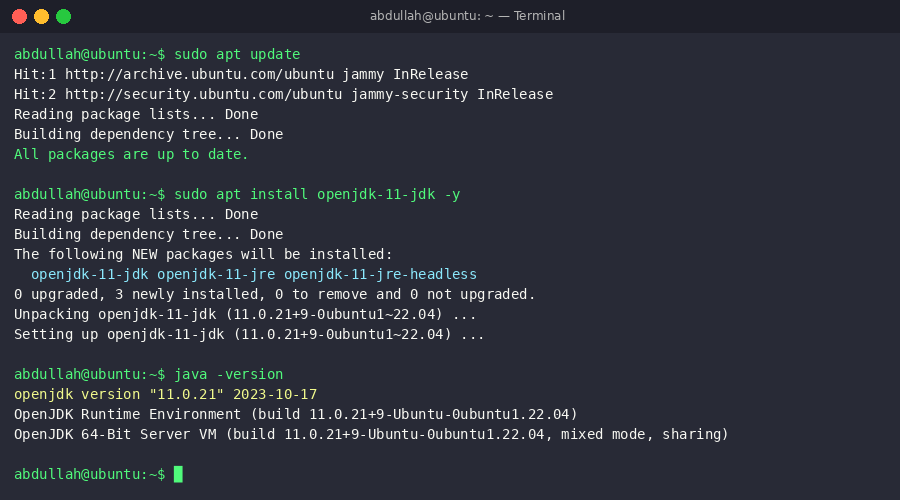 abdullah@ubuntu: ~ — Terminal
abdullah@ubuntu:~$ sudo apt update
Hit:1 http://archive.ubuntu.com/ubuntu jammy InRelease
Hit:2 http://security.ubuntu.com/ubuntu jammy-security InRelease
Reading package lists... Done
Building dependency tree... Done
All packages are up to date.
abdullah@ubuntu:~$ sudo apt install openjdk-11-jdk -y
Reading package lists... Done
Building dependency tree... Done
The following NEW packages will be installed:
  openjdk-11-jdk openjdk-11-jre openjdk-11-jre-headless
0 upgraded, 3 newly installed, 0 to remove and 0 not upgraded.
Unpacking openjdk-11-jdk (11.0.21+9-0ubuntu1~22.04) ...
Setting up openjdk-11-jdk (11.0.21+9-0ubuntu1~22.04) ...
abdullah@ubuntu:~$ java -version
openjdk version "11.0.21" 2023-10-17
OpenJDK Runtime Environment (build 11.0.21+9-Ubuntu-0ubuntu1.22.04)
OpenJDK 64-Bit Server VM (build 11.0.21+9-Ubuntu-0ubuntu1.22.04, mixed mode, sharing)
abdullah@ubuntu:~$